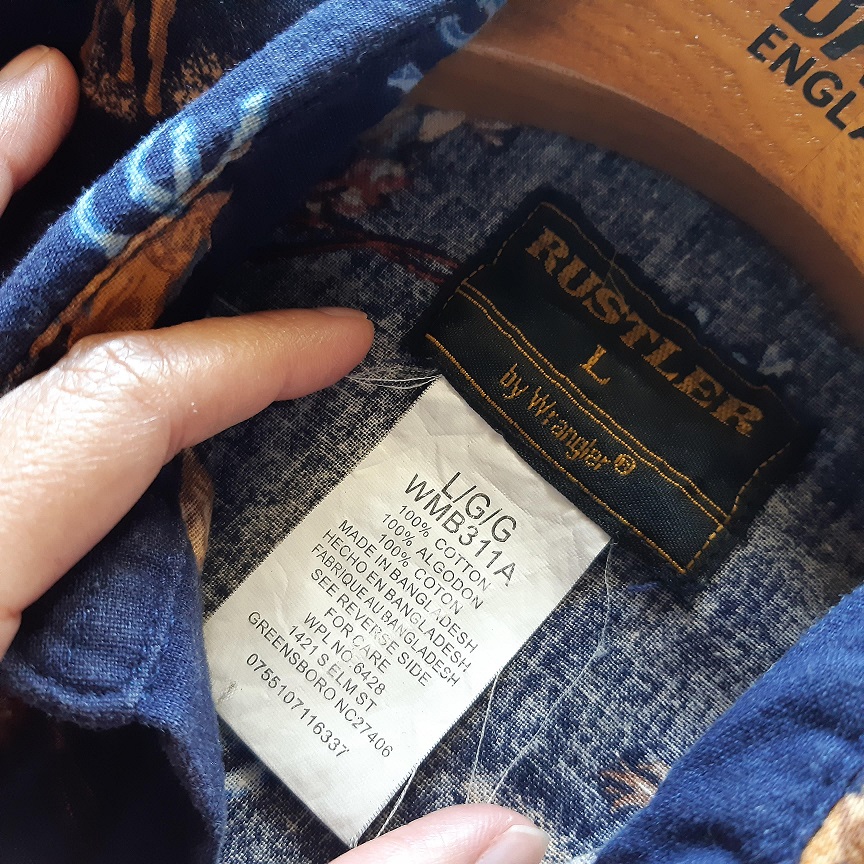 ENGLA
RUSTLER
L
by Wrangler®
L/G/G
WMB311A
100% COTTON
100% ALGODON
100% COTON
MADE IN BANGLADESH
HECHO EN BANGLADESH
FABRIQUE AU BANGLADESH
SEE REVERSE SIDE
FOR CARE
WPL NO. 6428
1421 S ELM ST
GREENSBORO NC27406
0755107116337